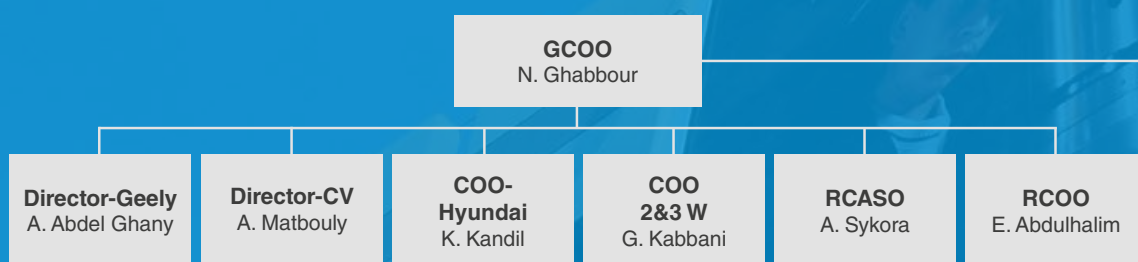 GCOO
N. Ghabbour
Director-Geely
A. Abdel Ghany
Director-CV
A. Matbouly
COO-
Hyundai
K. Kandil
COO
2&3 W
G. Kabbani
RCASO
A. Sykora
RCOO
E. Abdulhalim